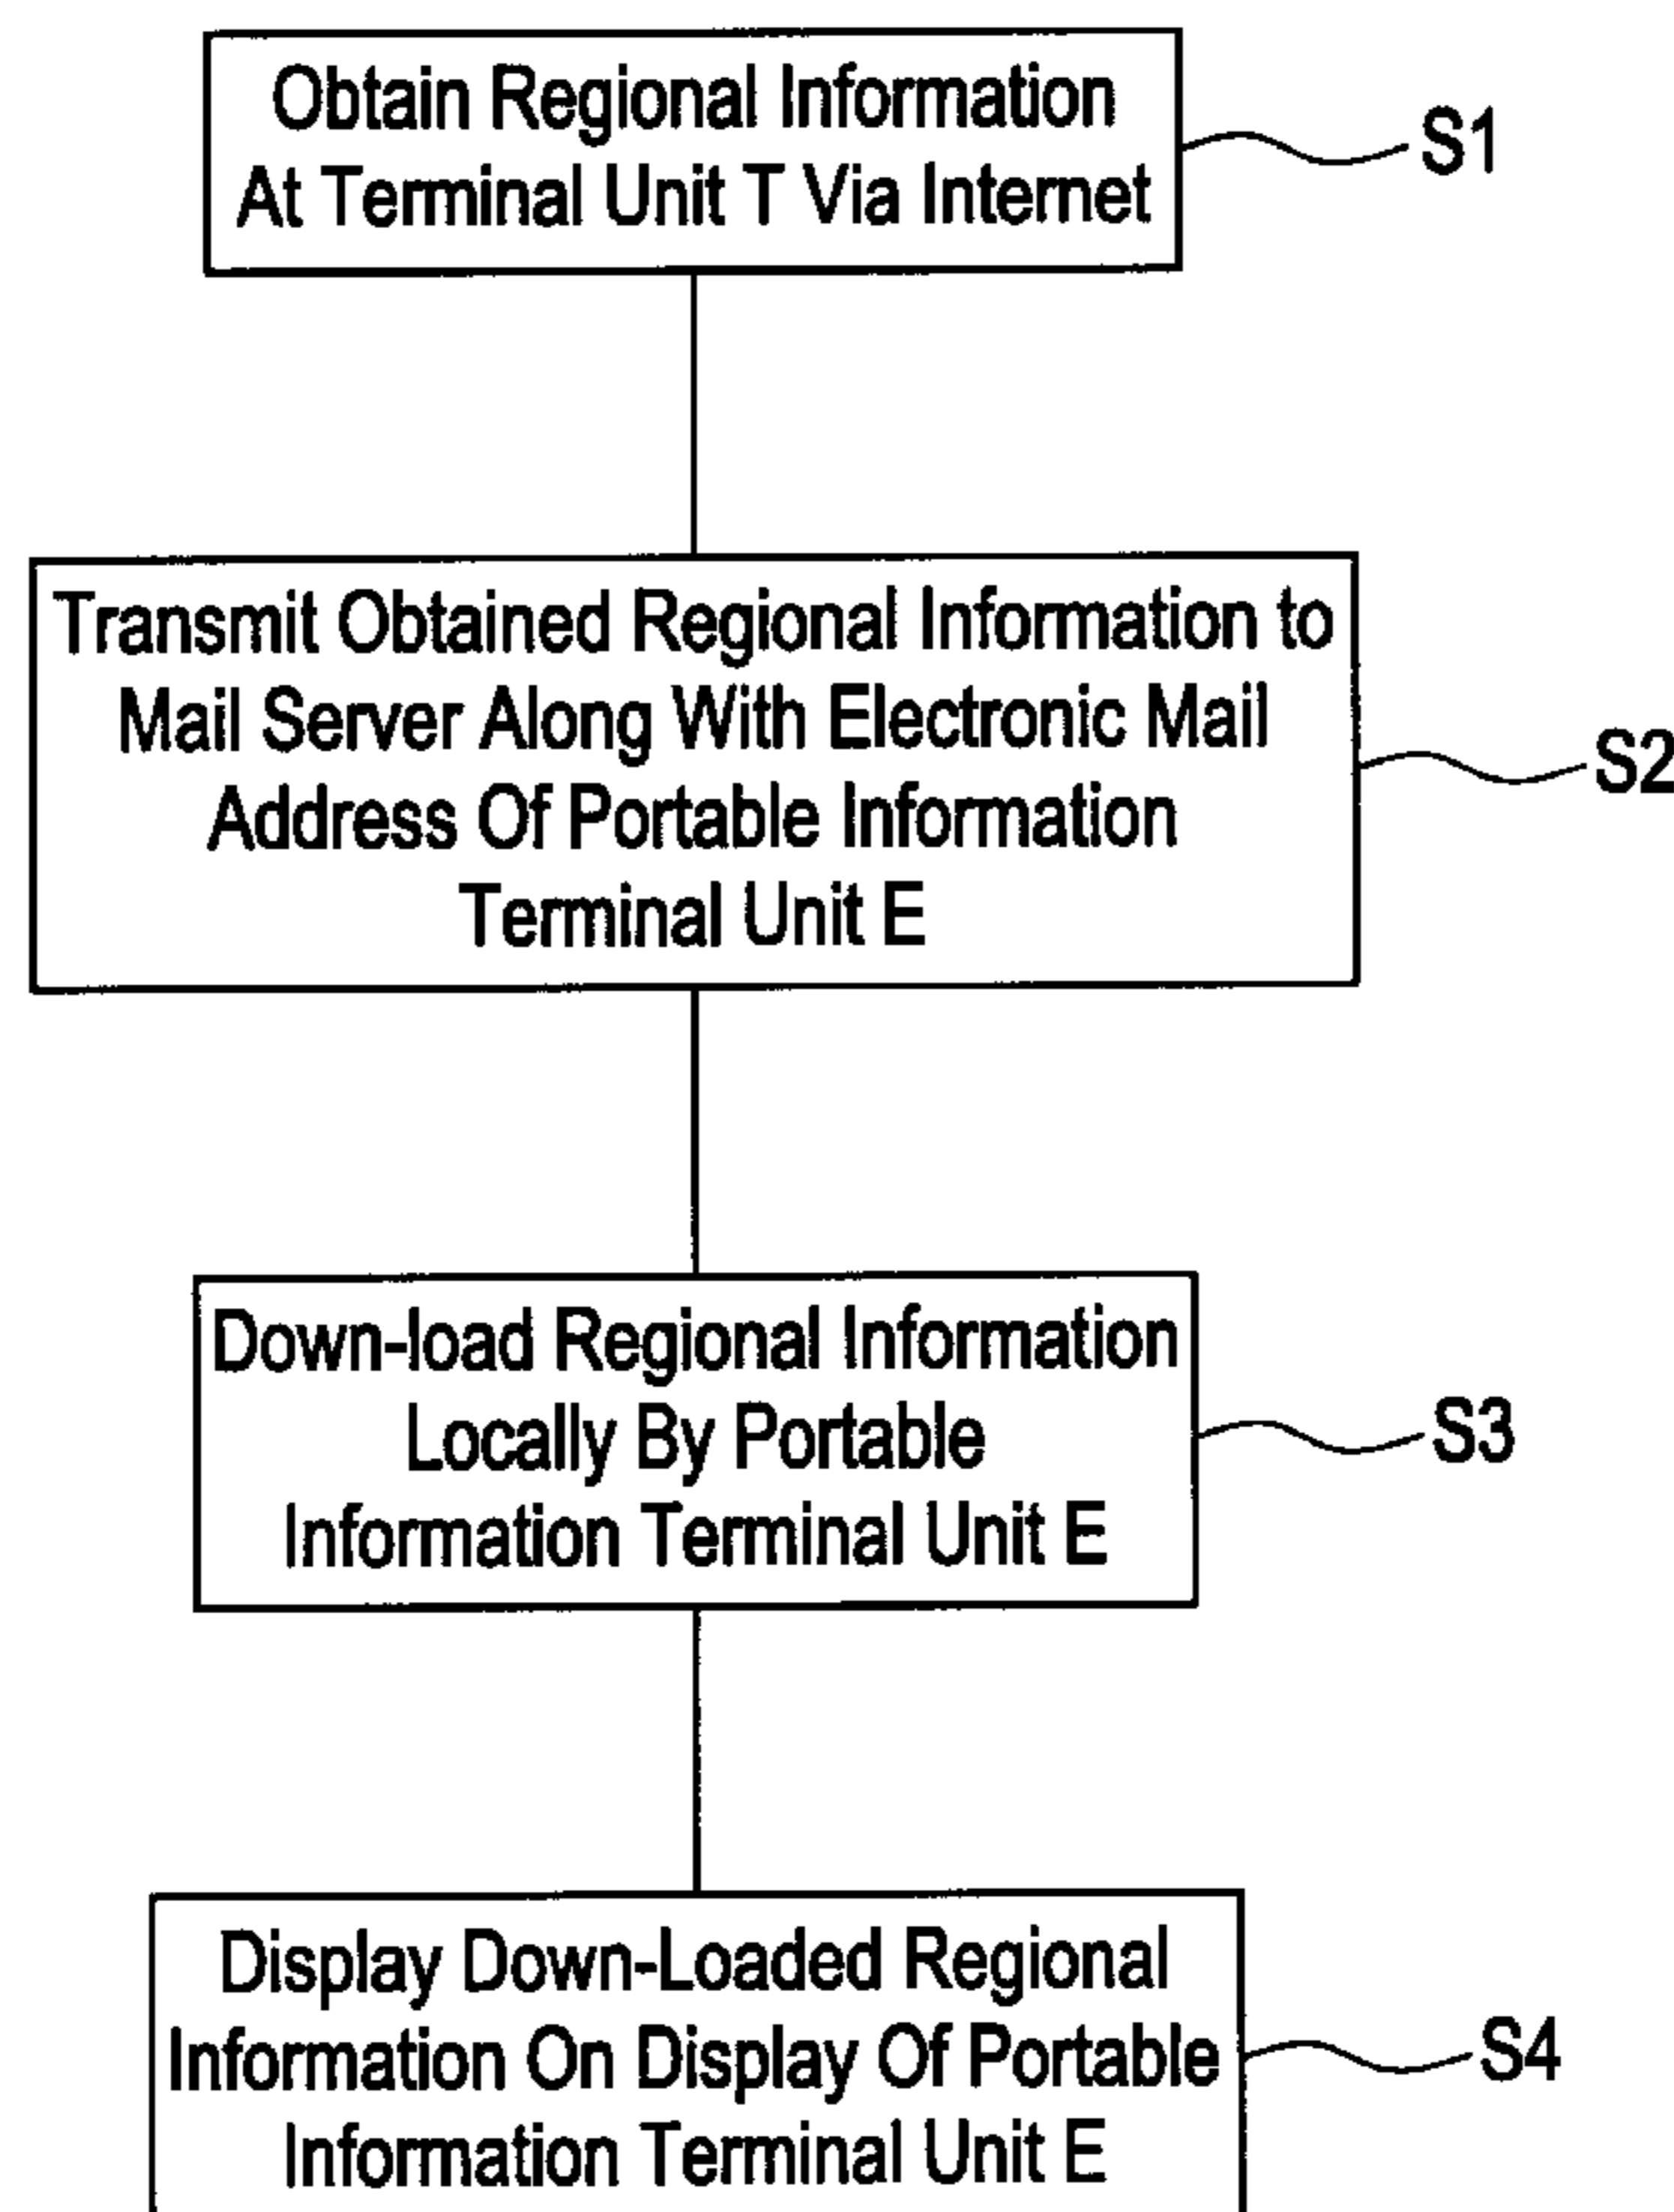 Obtain Regional Information
At Terminal Unit T Via Internet
S1
Transmit Obtained Regional Information to
Mail Server Along With Electronic Mail
Address Of Portable Information
Terminal Unit E
S2
Down-load Regional Information
Locally By Portable
Information Terminal Unit E
S3
Display Down-Loaded Regional
Information On Display Of Portable
Information Terminal Unit E
S4